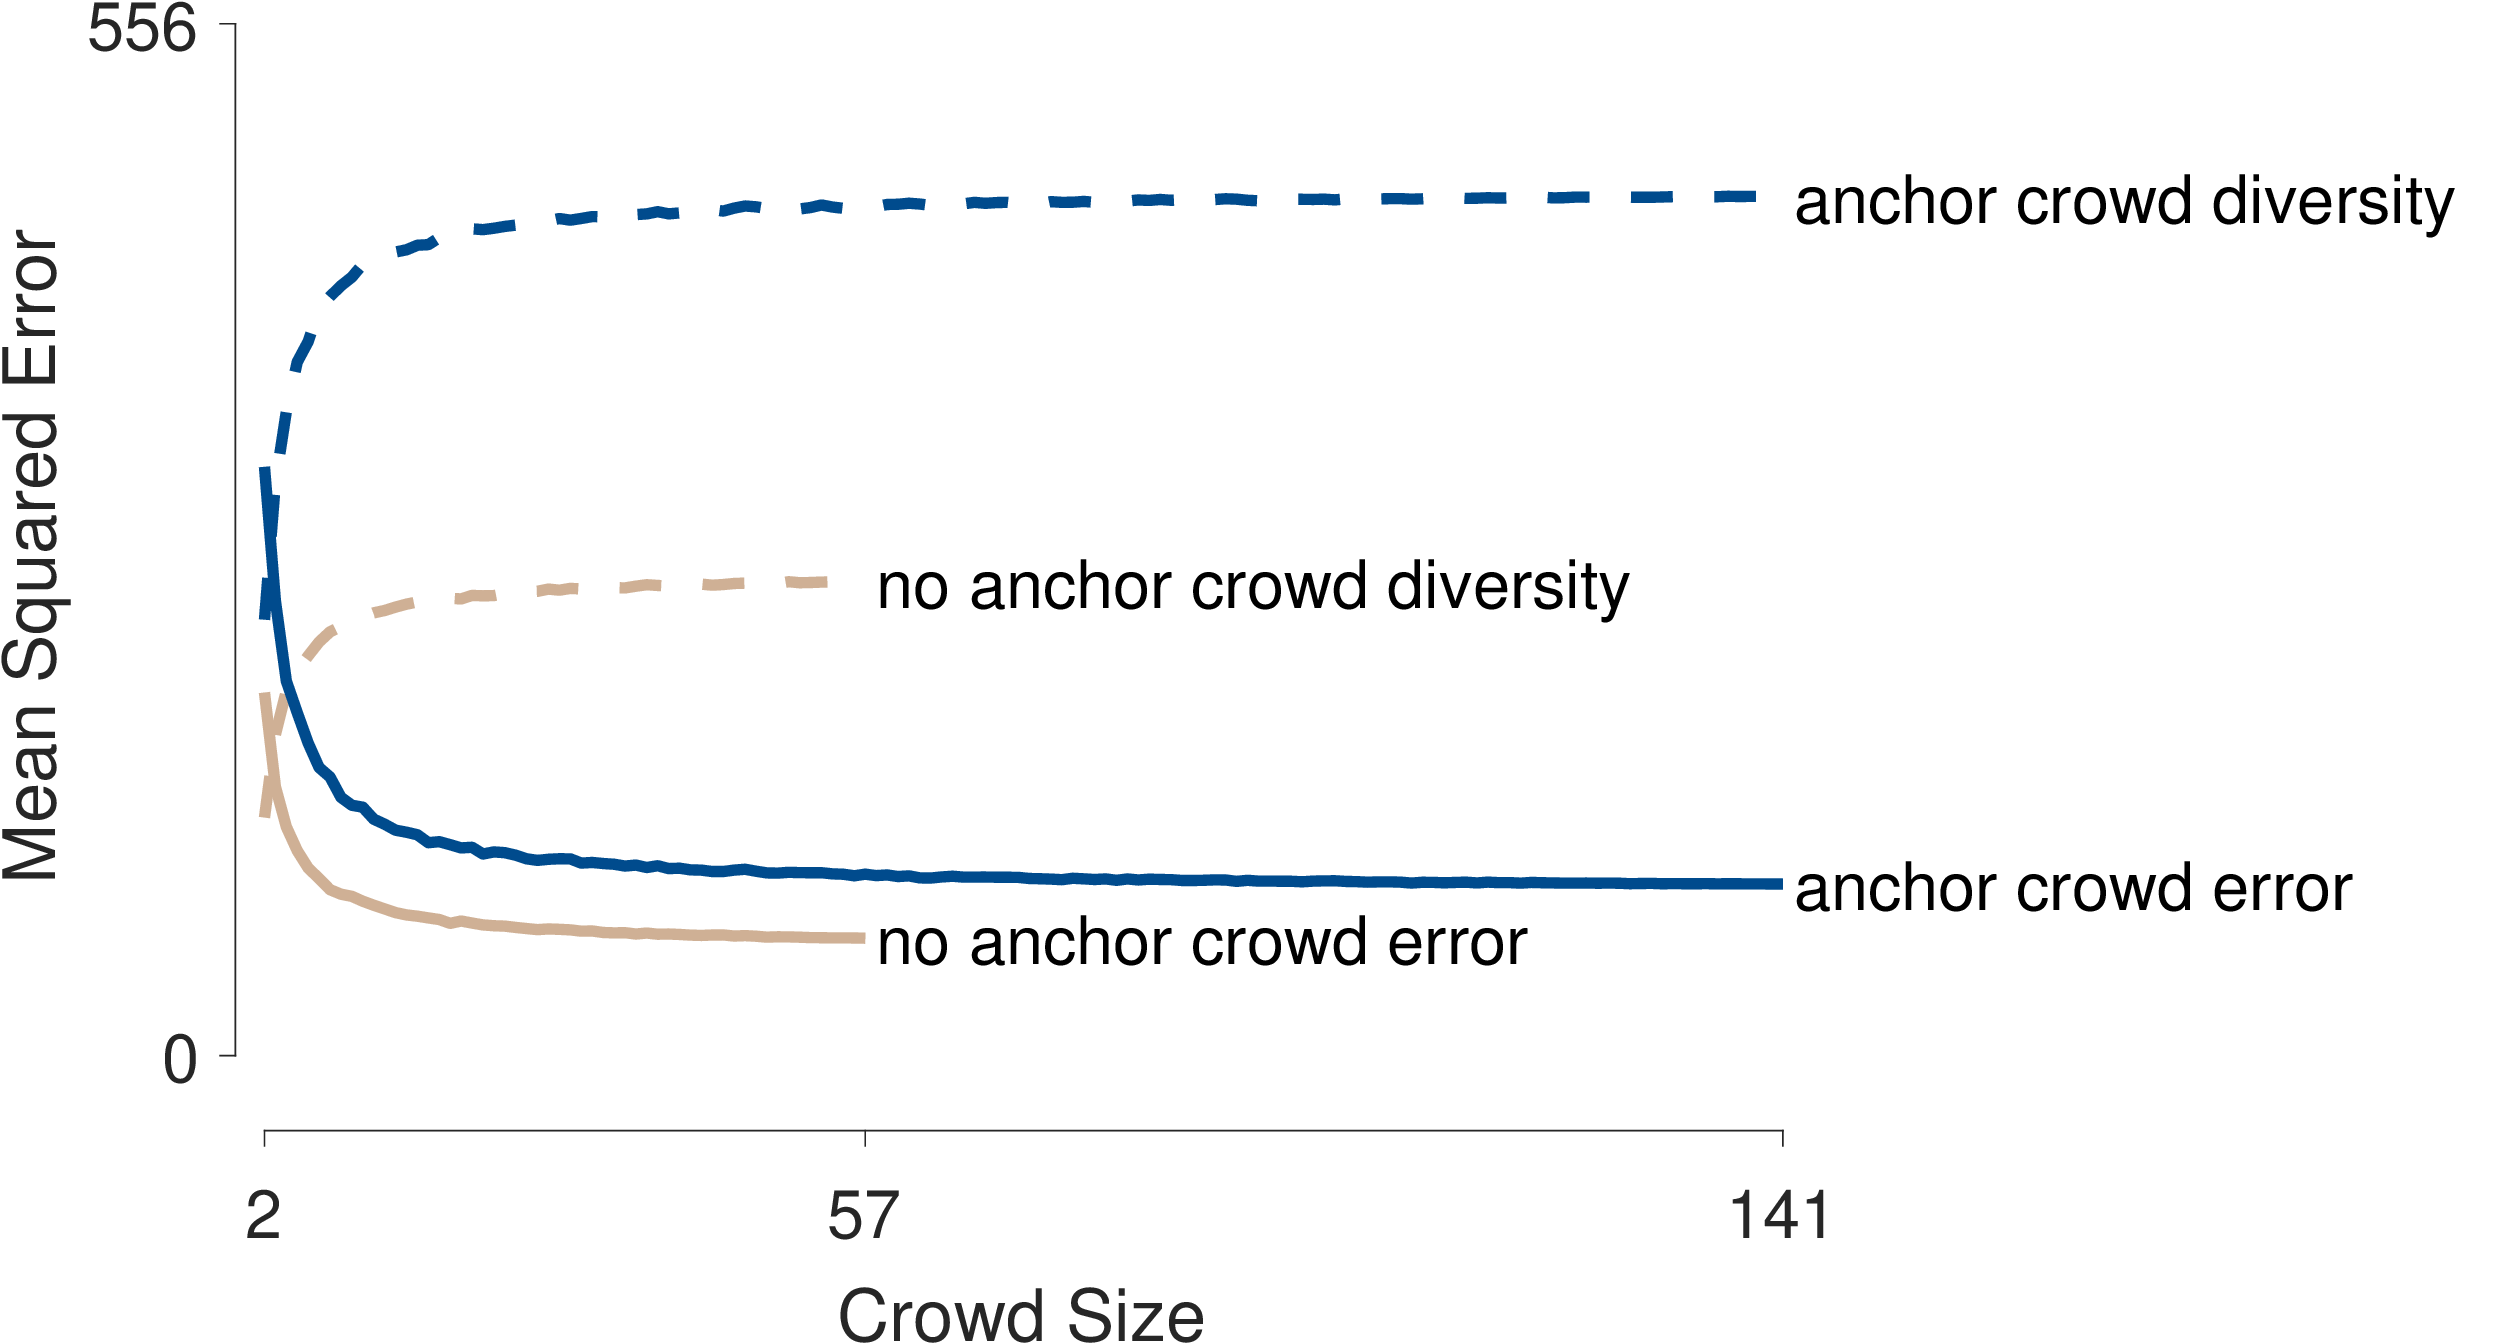 556
Mean Squared Error
anchor crowd diversity
no anchor crowd diversity
anchor crowd error
no anchor crowd error
0
2
57
141
Crowd Size